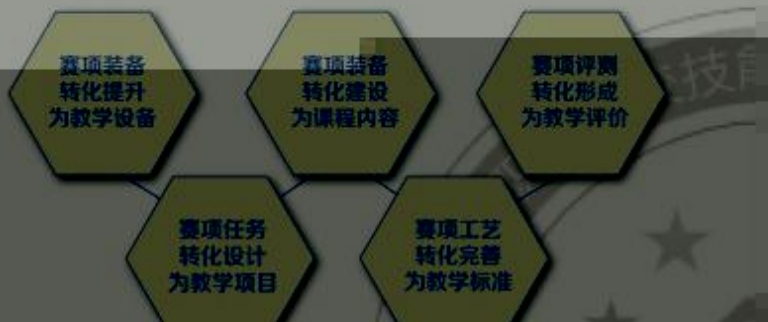 赛项装备
转化提升
为教学设备
赛项装备
转化建设
为课程内容
赛项评测
转化形成
为教学评价
技能
赛项任务
转化设计
为教学项目
赛项工艺
转化完善
为教学标准